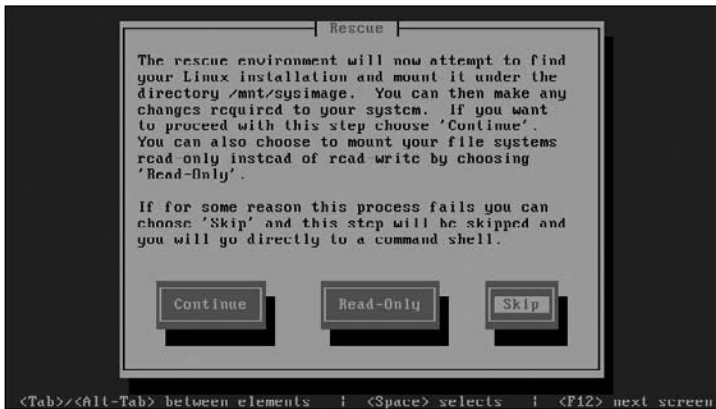 Rescue
The rescue environment will now attempt to find
your Linux installation and mount it under the
directory /mnt/sysimage. You can then make any
changes required to your system. If you want
to proceed with this step choose 'Continue'.
You can also choose to mount your file systems
read-only instead of read-write by choosing
'Read-Only'.
If for some reason this process fails you can
choose 'Skip' and this step will be skipped and
you will go directly to a command shell.
Continue Read-Only Skip
<Tab>/<Alt-Tab> between elements | <Space> selects | <F12> next screen